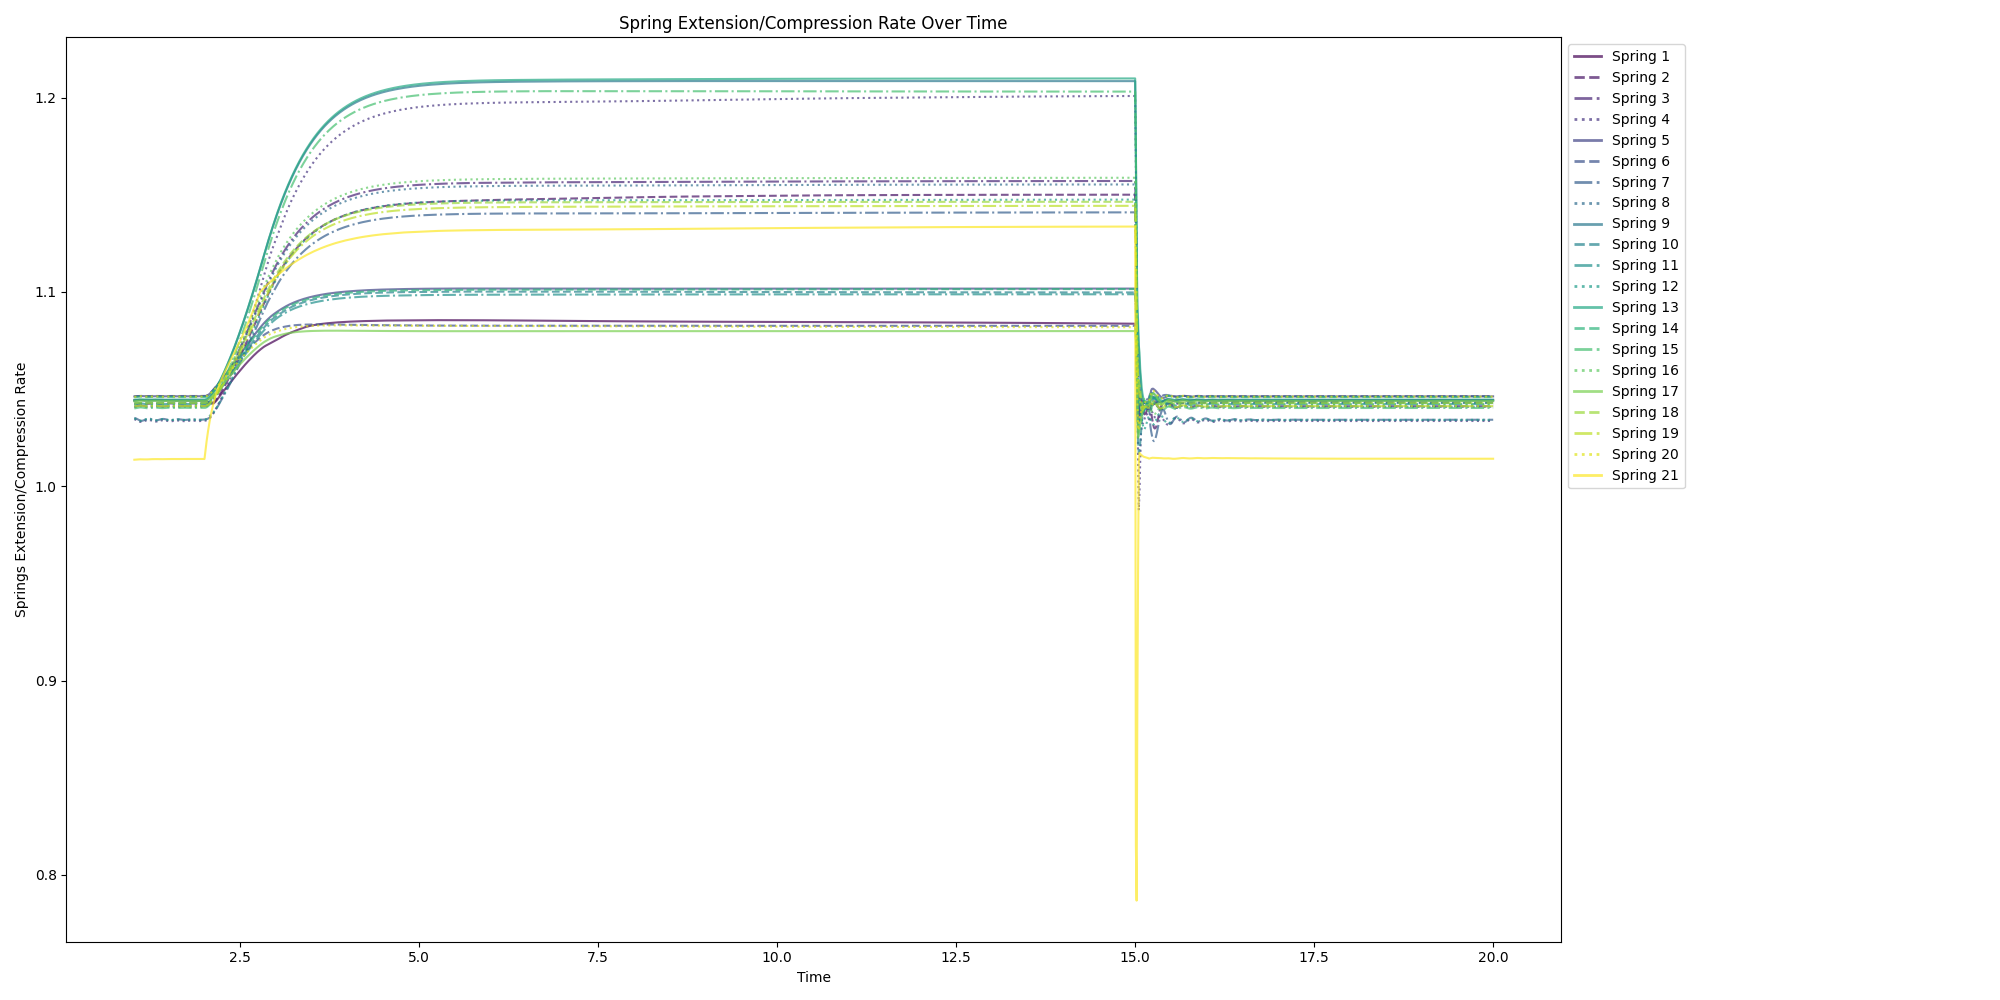 Spring Extension/Compression Rate Over Time
Springs Extension/Compression Rate
1.2
1.1
1.0
0.9
0.8
2.5
5.0
7.5
10.0
12.5
15.0
17.5
20.0
Time
Spring 1
Spring 2
Spring 3
Spring 4
Spring 5
Spring 6
Spring 7
Spring 8
Spring 9
Spring 10
Spring 11
Spring 12
Spring 13
Spring 14
Spring 15
Spring 16
Spring 17
Spring 18
Spring 19
Spring 20
Spring 21